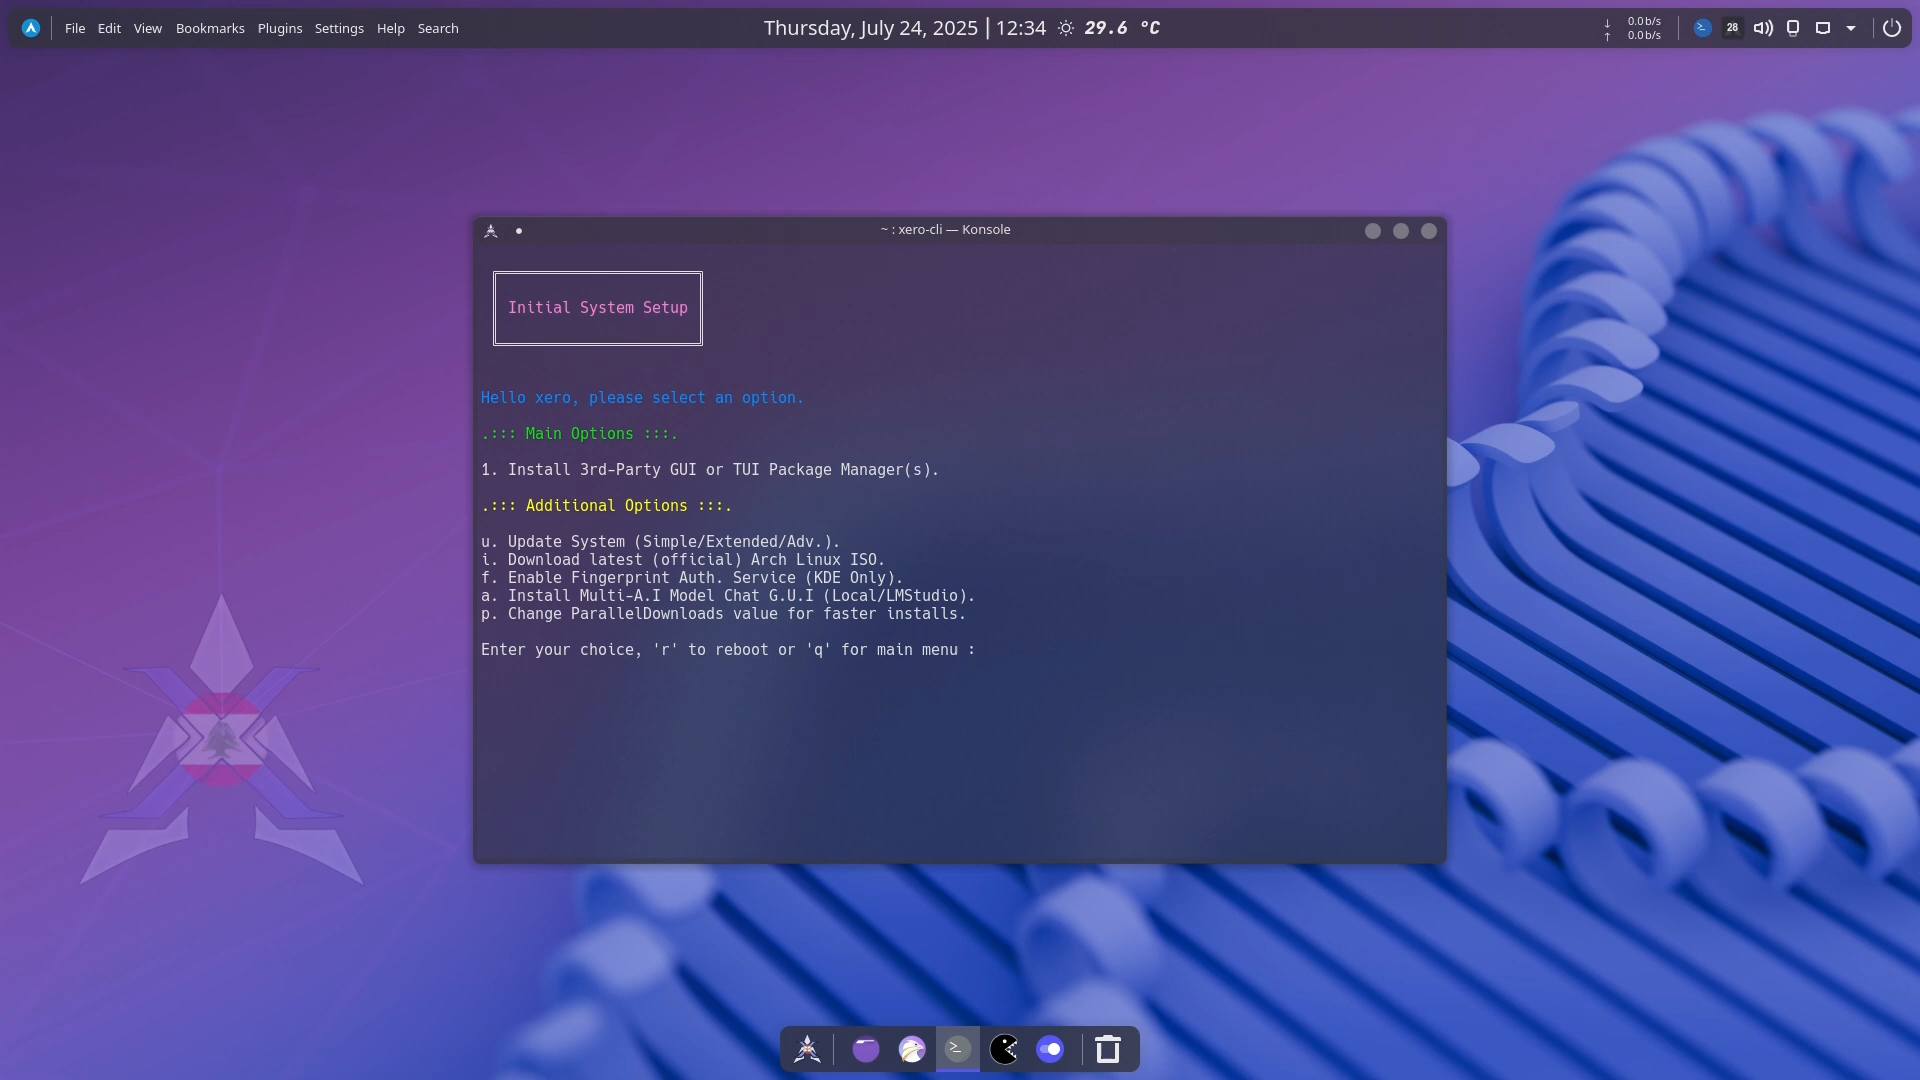 File Edit View Bookmarks Plugins Settings Help Search
Thursday, July 24, 2025 | 12:34 29.6 °C
↓ 0.0 b/s
↑ 0.0 b/s
28
~ : xero-cli — Konsole
Initial System Setup
Hello xero, please select an option.
.::: Main Options :::.
1. Install 3rd-Party GUI or TUI Package Manager(s).
.::: Additional Options :::.
u. Update System (Simple/Extended/Adv.).
i. Download latest (official) Arch Linux ISO.
f. Enable Fingerprint Auth. Service (KDE Only).
a. Install Multi-A.I Model Chat G.U.I (Local/LMStudio).
p. Change ParallelDownloads value for faster installs.
Enter your choice, 'r' to reboot or 'q' for main menu :